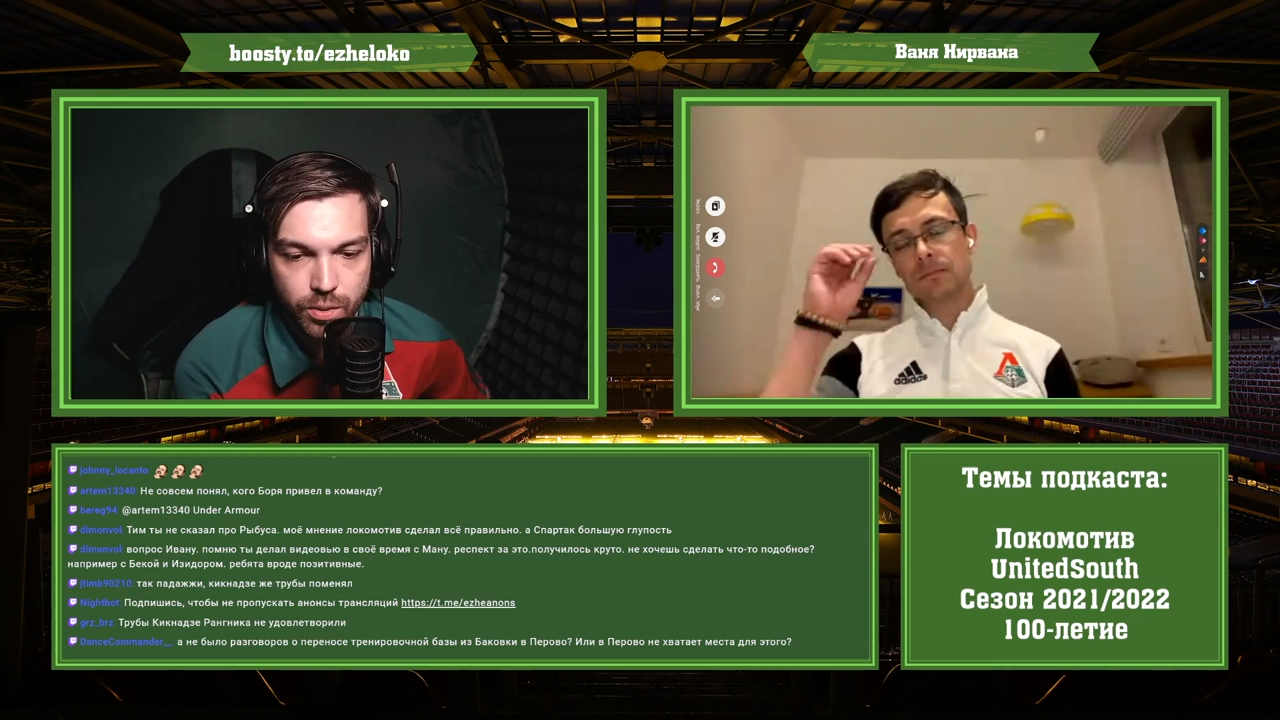 boosty.to/ezheloko
Ваня Нирвана
adidas
johnny_locanto
artem13340: Не совсем понял, кого Боря привел в команду?
bereg94: @artem13340 Under Armour
dimonvol: Тим ты не сказал про Рыбуса. моё мнение локомотив сделал всё правильно. а Спартак большую глупость
dimonvol: вопрос Ивану. помню ты делал видеовью в своё время с Ману. респект за это.получилось круто. не хочешь сделать что-то подобное?
например с Бекой и Изидором. ребята вроде позитивные.
jtimb90210: так падажжи, кикнадзе же трубы поменял
Nightbot: Подпишись, чтобы не пропускать анонсы трансляций https://t.me/ezheanons
grz_brz: Трубы Кикнадзе Рангника не удовлетворили
DanceCommander__: а не было разговоров о переносе тренировочной базы из Баковки в Перово? Или в Перово не хватает места для этого?
Темы подкаста:
Локомотив
UnitedSouth
Сезон 2021/2022
100-летие